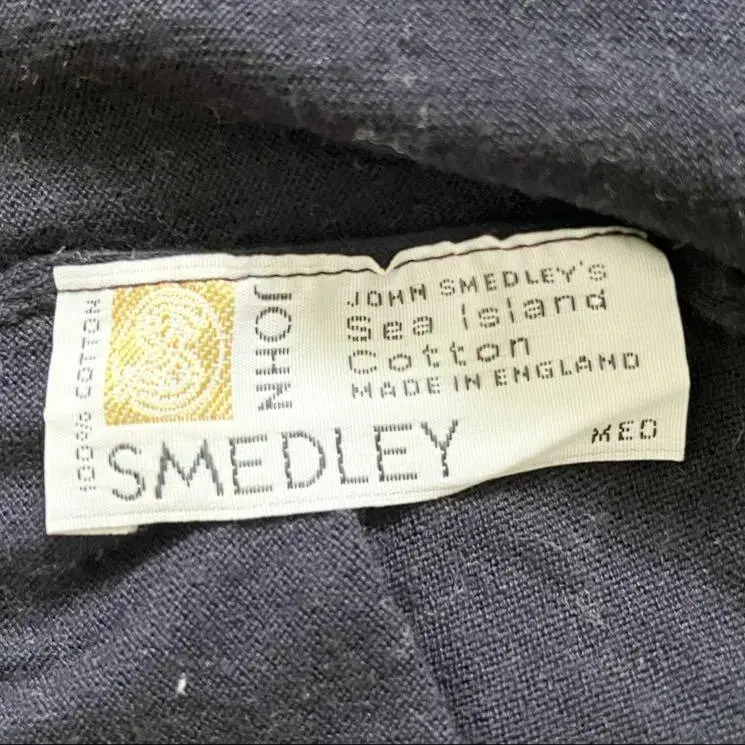 100% COTTON
JOHN
SMEDLEY
JOHN SMEDLEY'S
Sea Island
Cotton
MADE IN ENGLAND
MED